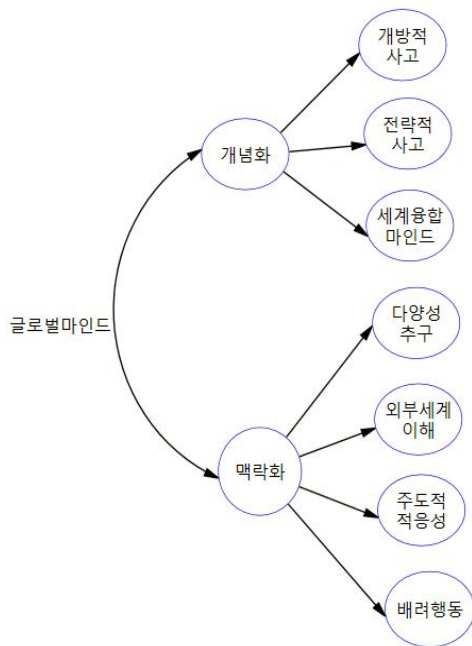 개방적
사고
전략적
사고
개념화
세계융합
마인드
글로벌마인드
다양성
추구
외부세계
이해
맥락화
주도적
적응성
배려행동